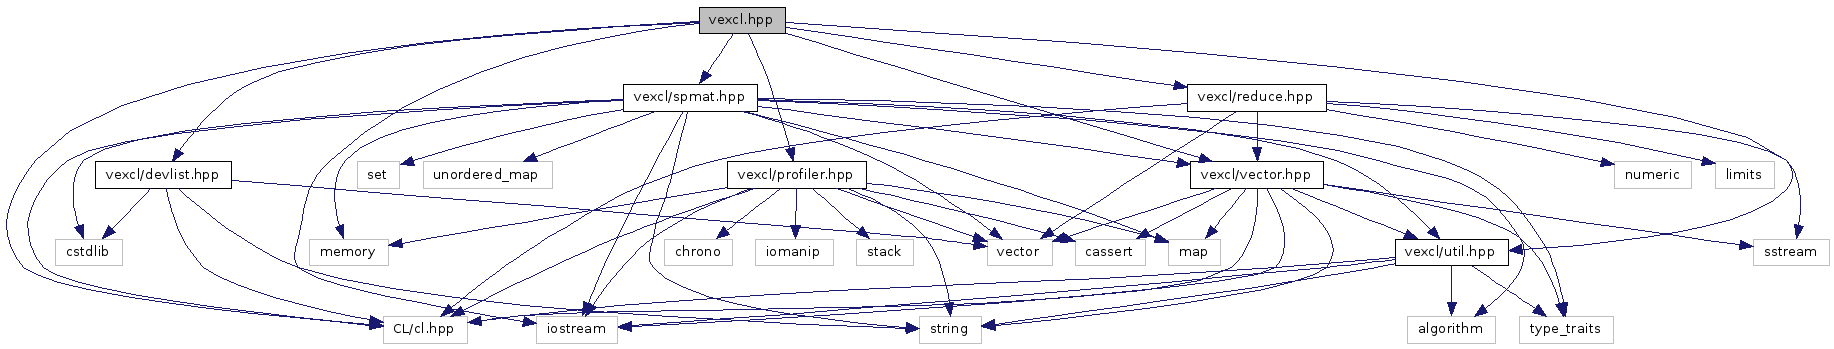 vexcl.hpp
vexcl/spmat.hpp
vexcl/reduce.hpp
vexcl/devlist.hpp
set
unordered_map
vexcl/profiler.hpp
vexcl/vector.hpp
numeric
limits
cstdlib
memory
chrono
iomanip
stack
vector
cassert
map
vexcl/util.hpp
sstream
CL/cl.hpp
iostream
string
algorithm
type_traits